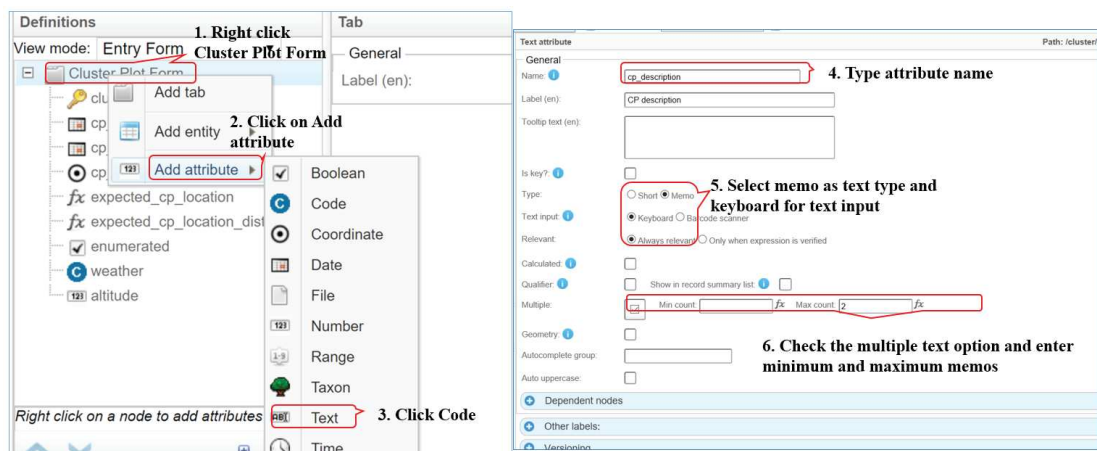 Definitions
Tab
1. Right click
Cluster Plot Form
View mode: Entry Form
General
Label (en):
Cluster Plot Form
Add tab
2. Click on Add
attribute
Add entity
Add attribute
expected_cp_location
expected_cp_location_dist
enumerated
weather
altitude
Boolean
Code
Coordinate
Date
File
Number
Range
Taxon
Text
Time
3. Click Code
Right click on a node to add attributes
Text attribute
Path: /cluster/
General
Name:
cp_description
4. Type attribute name
Label (en):
CP description
Tooltip text (en):
Is key?:
5. Select memo as text type and
keyboard for text input
Type:
Short
Memo
Text input:
Keyboard
Barcode scanner
Relevant:
Always relevant
Only when expression is verified
Calculated:
Qualifier:
Show in record summary list:
Multiple:
Min count:
fx
Max count:
2
fx
Geometry:
6. Check the multiple text option and enter
minimum and maximum memos
Autocomplete group:
Auto uppercase:
Dependent nodes
Other labels:
Versioning